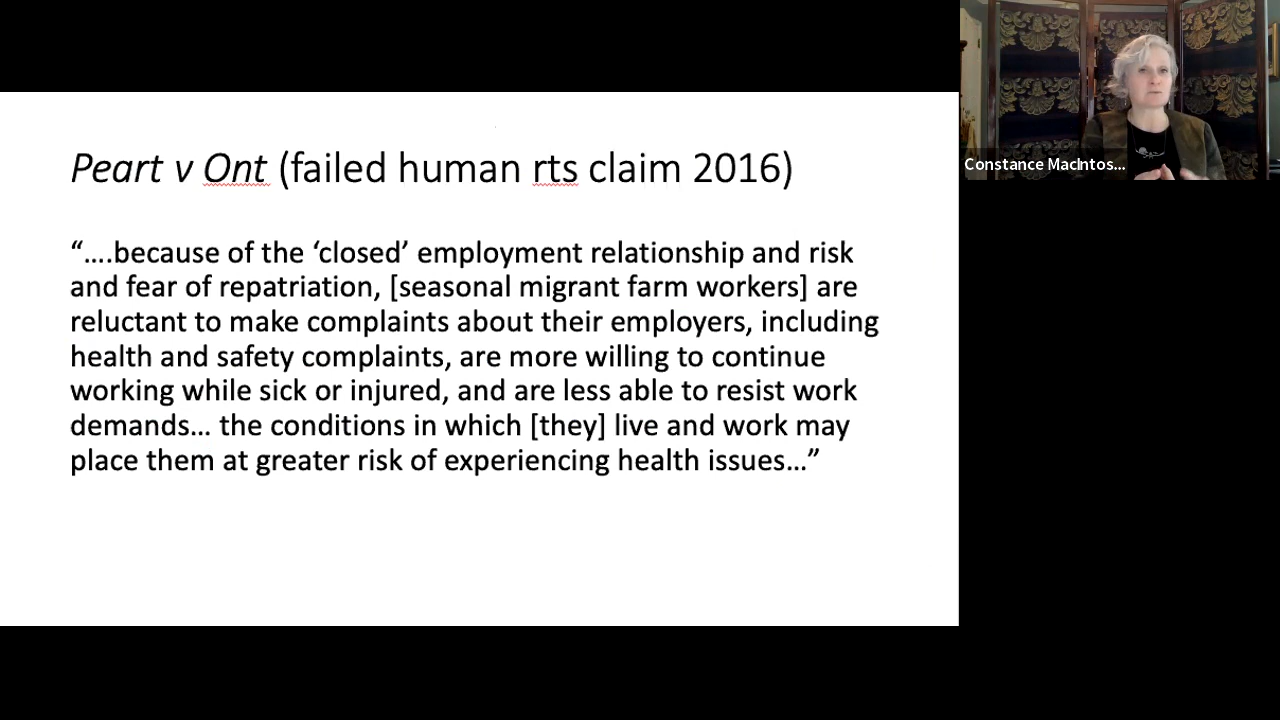 Peart v Ont (failed human rts claim 2016)
“….because of the ‘closed’ employment relationship and risk
and fear of repatriation, [seasonal migrant farm workers] are
reluctant to make complaints about their employers, including
health and safety complaints, are more willing to continue
working while sick or injured, and are less able to resist work
demands… the conditions in which [they] live and work may
place them at greater risk of experiencing health issues…”
Constance MacIntos...